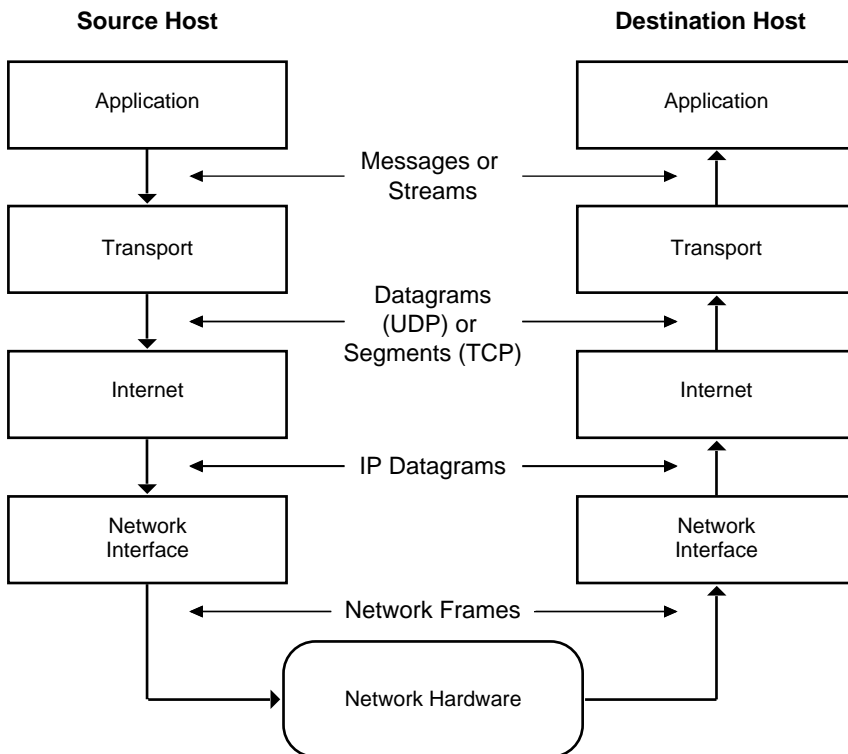 Source Host
Destination Host
Application
Application
Messages or
Streams
Transport
Transport
Datagrams
(UDP) or
Segments (TCP)
Internet
Internet
IP Datagrams
Network
Interface
Network
Interface
Network Frames
Network Hardware